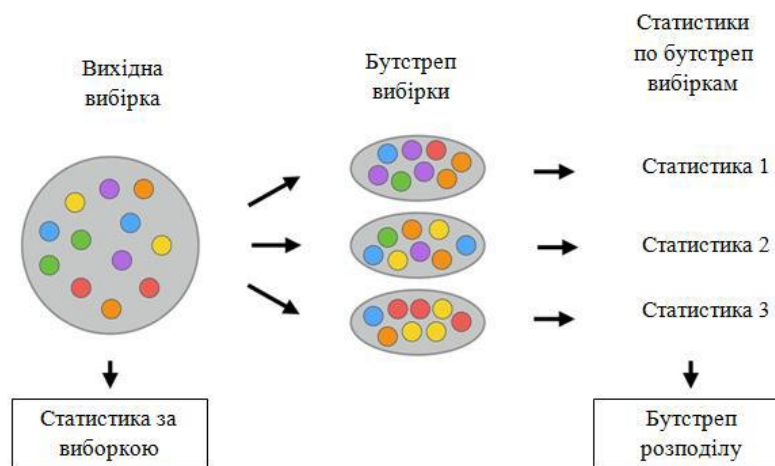 Вихідна
вибірка
Бутстреп
вибірки
Статистики
по бутстреп
вибіркам
Статистика 1
Статистика 2
Статистика 3
Статистика за
виборкою
Бутстреп
розподілу